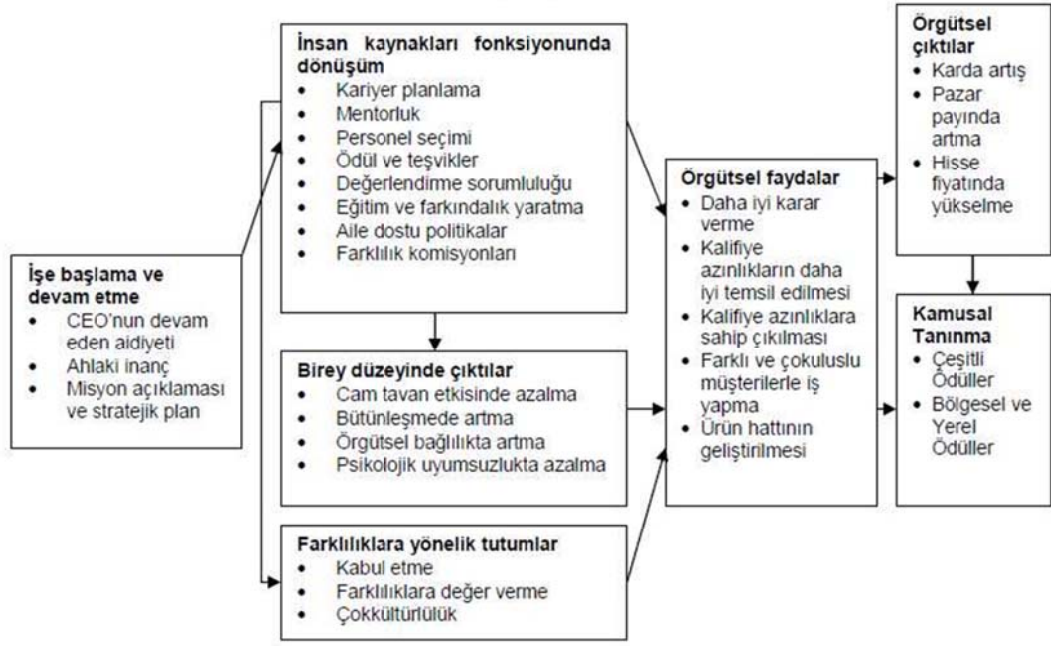 İşe başlama ve
devam etme
• CEO'nun devam
eden aidiyeti
• Ahlaki inanç
• Misyon açıklaması
ve stratejik plan
İnsan kaynakları fonksiyonunda
dönüşüm
• Kariyer planlama
• Mentorluk
• Personel seçimi
• Ödül ve teşvikler
• Değerlendirme sorumluluğu
• Eğitim ve farkındalık yaratma
• Aile dostu politikalar
• Farklılık komisyonları
Birey düzeyinde çıktılar
• Cam tavan etkisinde azalma
• Bütünleşmede artma
• Örgütsel bağlılıkta artma
• Psikolojik uyumsuzlukta azalma
Farklılıklara yönelik tutumlar
• Kabul etme
• Farklılıklara değer verme
• Çokkültürlülük
Örgütsel faydalar
• Daha iyi karar
verme
• Kalifiye
azınlıkların daha
iyi temsil edilmesi
• Kalifiye azınlıklara
sahip çıkılması
• Farklı ve çokuluslu
müşterilerle iş
yapma
• Ürün hattının
geliştirilmesi
Örgütsel
çıktılar
• Karda artış
• Pazar
payında
artma
• Hisse
fiyatında
yükselme
Kamusal
Tanınma
• Çeşitli
Ödüller
• Bölgesel ve
Yerel
Ödüller